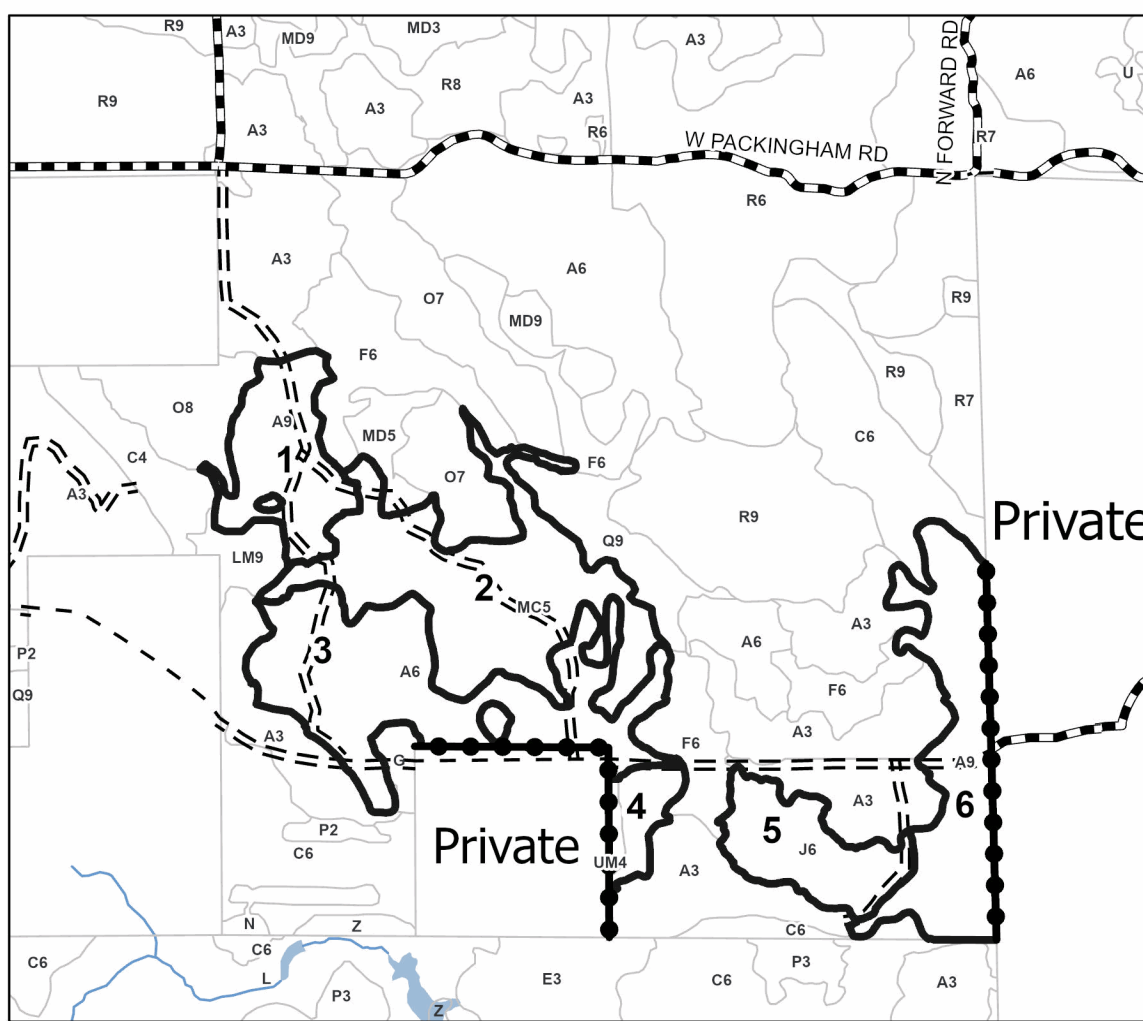 R9
A3
MD9
MD3
A3
N FORWARD RD
A6
U
R9
A3
R8
A3
A3
R6
W PACKINGHAM RD
R7
R6
A3
A6
O7
MD9
R9
F6
R9
R7
O8
A9
MD5
C6
C4
1
F6
A3
O7
R9
Private
Q9
LM9
2
MC5
A3
P2
3
A6
A6
Q9
F6
A3
F6
A3
G
A9
4
5
A3
6
P2
Private
J6
C6
UM4
A3
N
Z
C6
C6
C6
L
E3
C6
P3
A3
P3
Z